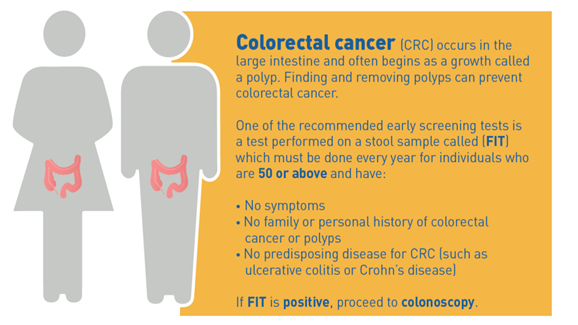 Colorectal cancer (CRC) occurs in the
large intestine and often begins as a growth called
a polyp. Finding and removing polyps can prevent
colorectal cancer.
One of the recommended early screening tests is
a test performed on a stool sample called (FIT)
which must be done every year for individuals who
are 50 or above and have:
• No symptoms
• No family or personal history of colorectal
cancer or polyps
• No predisposing disease for CRC (such as
ulcerative colitis or Crohn's disease)
If FIT is positive, proceed to colonoscopy.